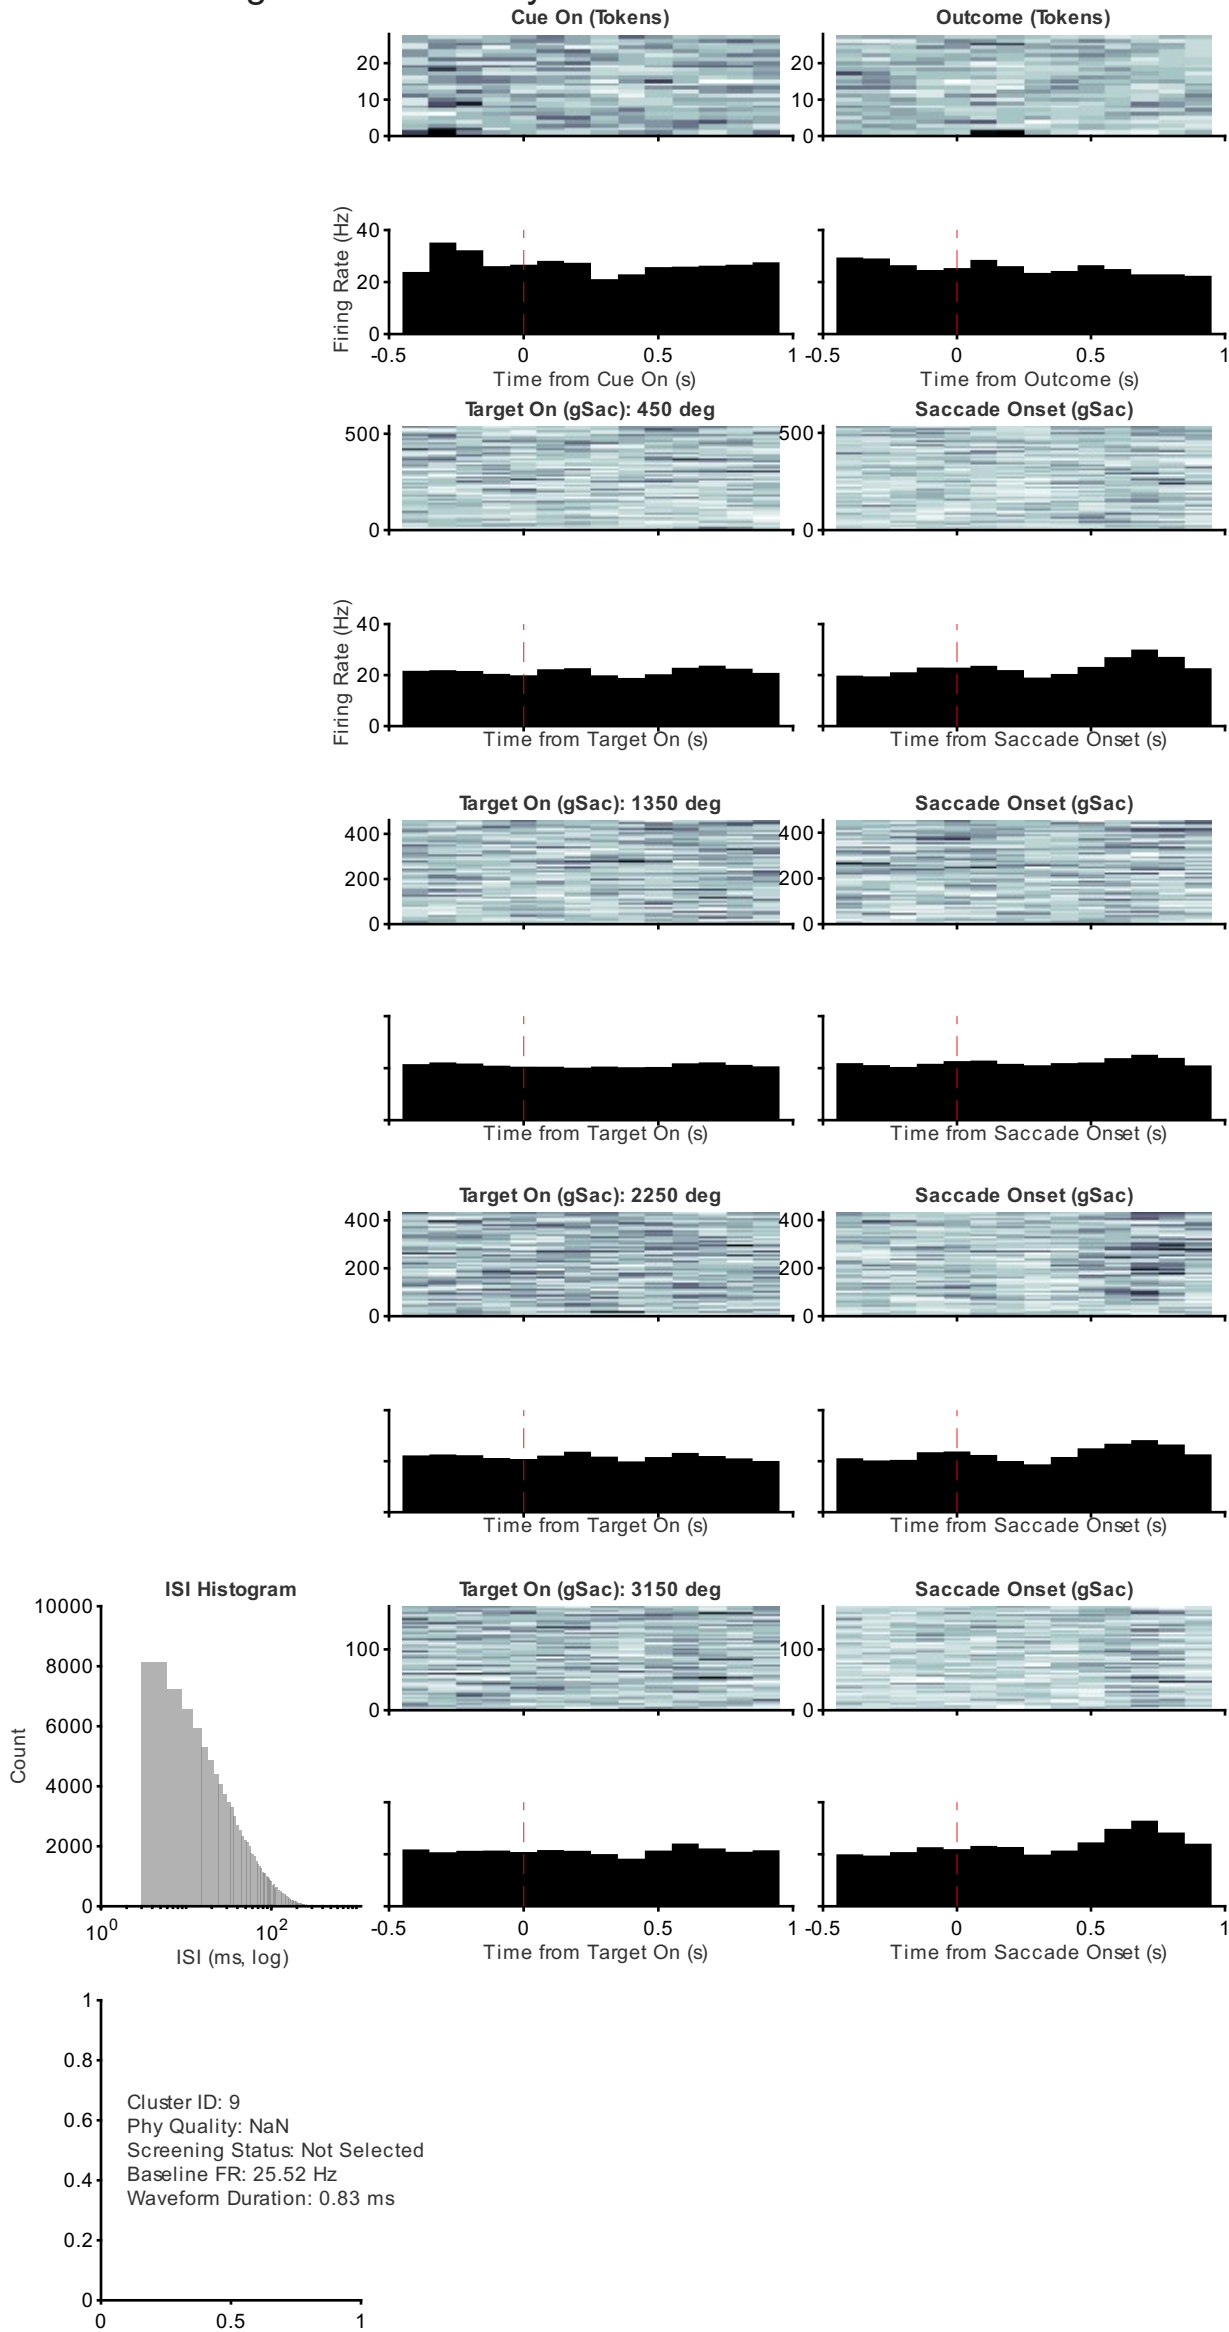 Cue On (Tokens)
Outcome (Tokens)
20
10
0
20
10
0
Firing Rate (Hz)
40
20
0
-0.5
0
0.5
1
-0.5
0
0.5
1
Time from Cue On (s)
Time from Outcome (s)
Target On (gSac): 450 deg
Saccade Onset (gSac)
500
0
500
0
Firing Rate (Hz)
40
20
0
Time from Target On (s)
Time from Saccade Onset (s)
Target On (gSac): 1350 deg
Saccade Onset (gSac)
400
200
0
400
200
0
Time from Target On (s)
Time from Saccade Onset (s)
Target On (gSac): 2250 deg
Saccade Onset (gSac)
400
200
0
400
200
0
Time from Target On (s)
Time from Saccade Onset (s)
ISI Histogram
Target On (gSac): 3150 deg
Saccade Onset (gSac)
10000
8000
6000
4000
2000
0
Count
10^0
10^2
ISI (ms, log)
100
0
100
0
-0.5
0
0.5
1
-0.5
0
0.5
1
Time from Target On (s)
Time from Saccade Onset (s)
1
0.8
0.6
0.4
0.2
0
Cluster ID: 9
Phy Quality: NaN
Screening Status: Not Selected
Baseline FR: 25.52 Hz
Waveform Duration: 0.83 ms
0
0.5
1